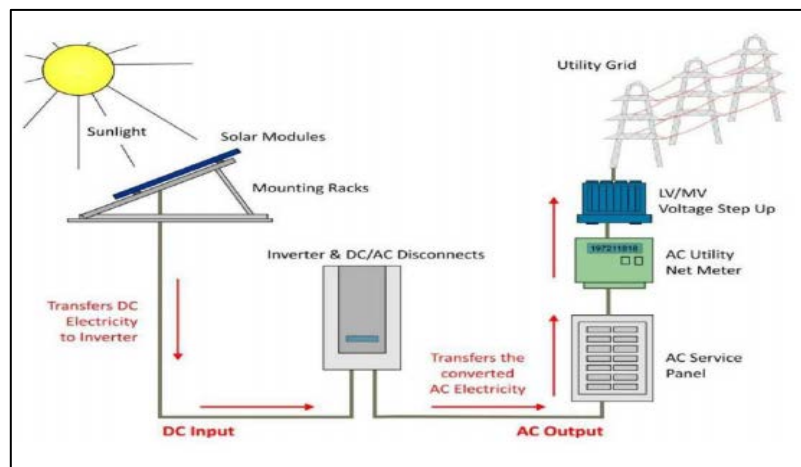 Sunlight
Solar Modules
Mounting Racks
Transfers DC
Electricity
to Inverter
DC Input
Inverter & DC/AC Disconnects
Transfers the
converted
AC Electricity
AC Output
Utility Grid
LV/MV
Voltage Step Up
197211818
AC Utility
Net Meter
AC Service
Panel